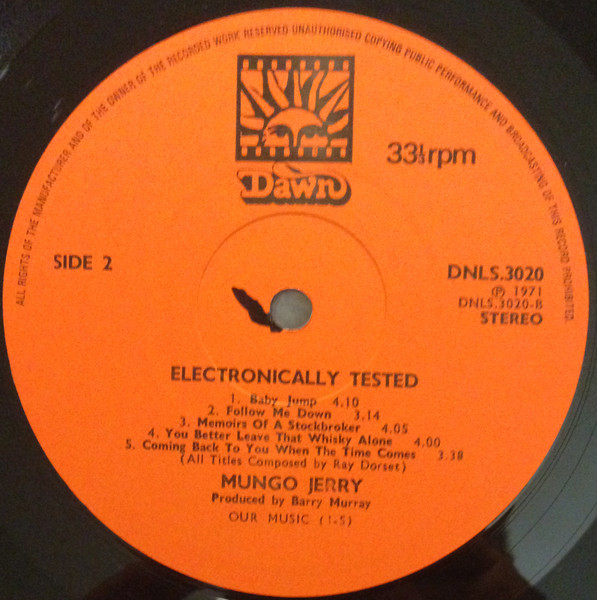 ALL RIGHTS OF THE MANUFACTURER AND OF THE OWNER OF THE RECORDED WORK RESERVED UNAUTHORISED COPYING PUBLIC PERFORMANCE AND BROADCASTING OF THIS RECORD PROHIBITED
Dawn
33⅓rpm
SIDE 2
DNLS.3020
Ⓟ 1971
DNLS.3020-B
STEREO
ELECTRONICALLY TESTED
1. Baby Jump 4.10
2. Follow Me Down 3.14
3. Memoirs Of A Stockbroker 4.05
4. You Better Leave That Whisky Alone 4.00
5. Coming Back To You When The Time Comes 3.38
(All Titles Composed by Ray Dorset)
MUNGO JERRY
Produced by Barry Murray
OUR MUSIC (1-5)